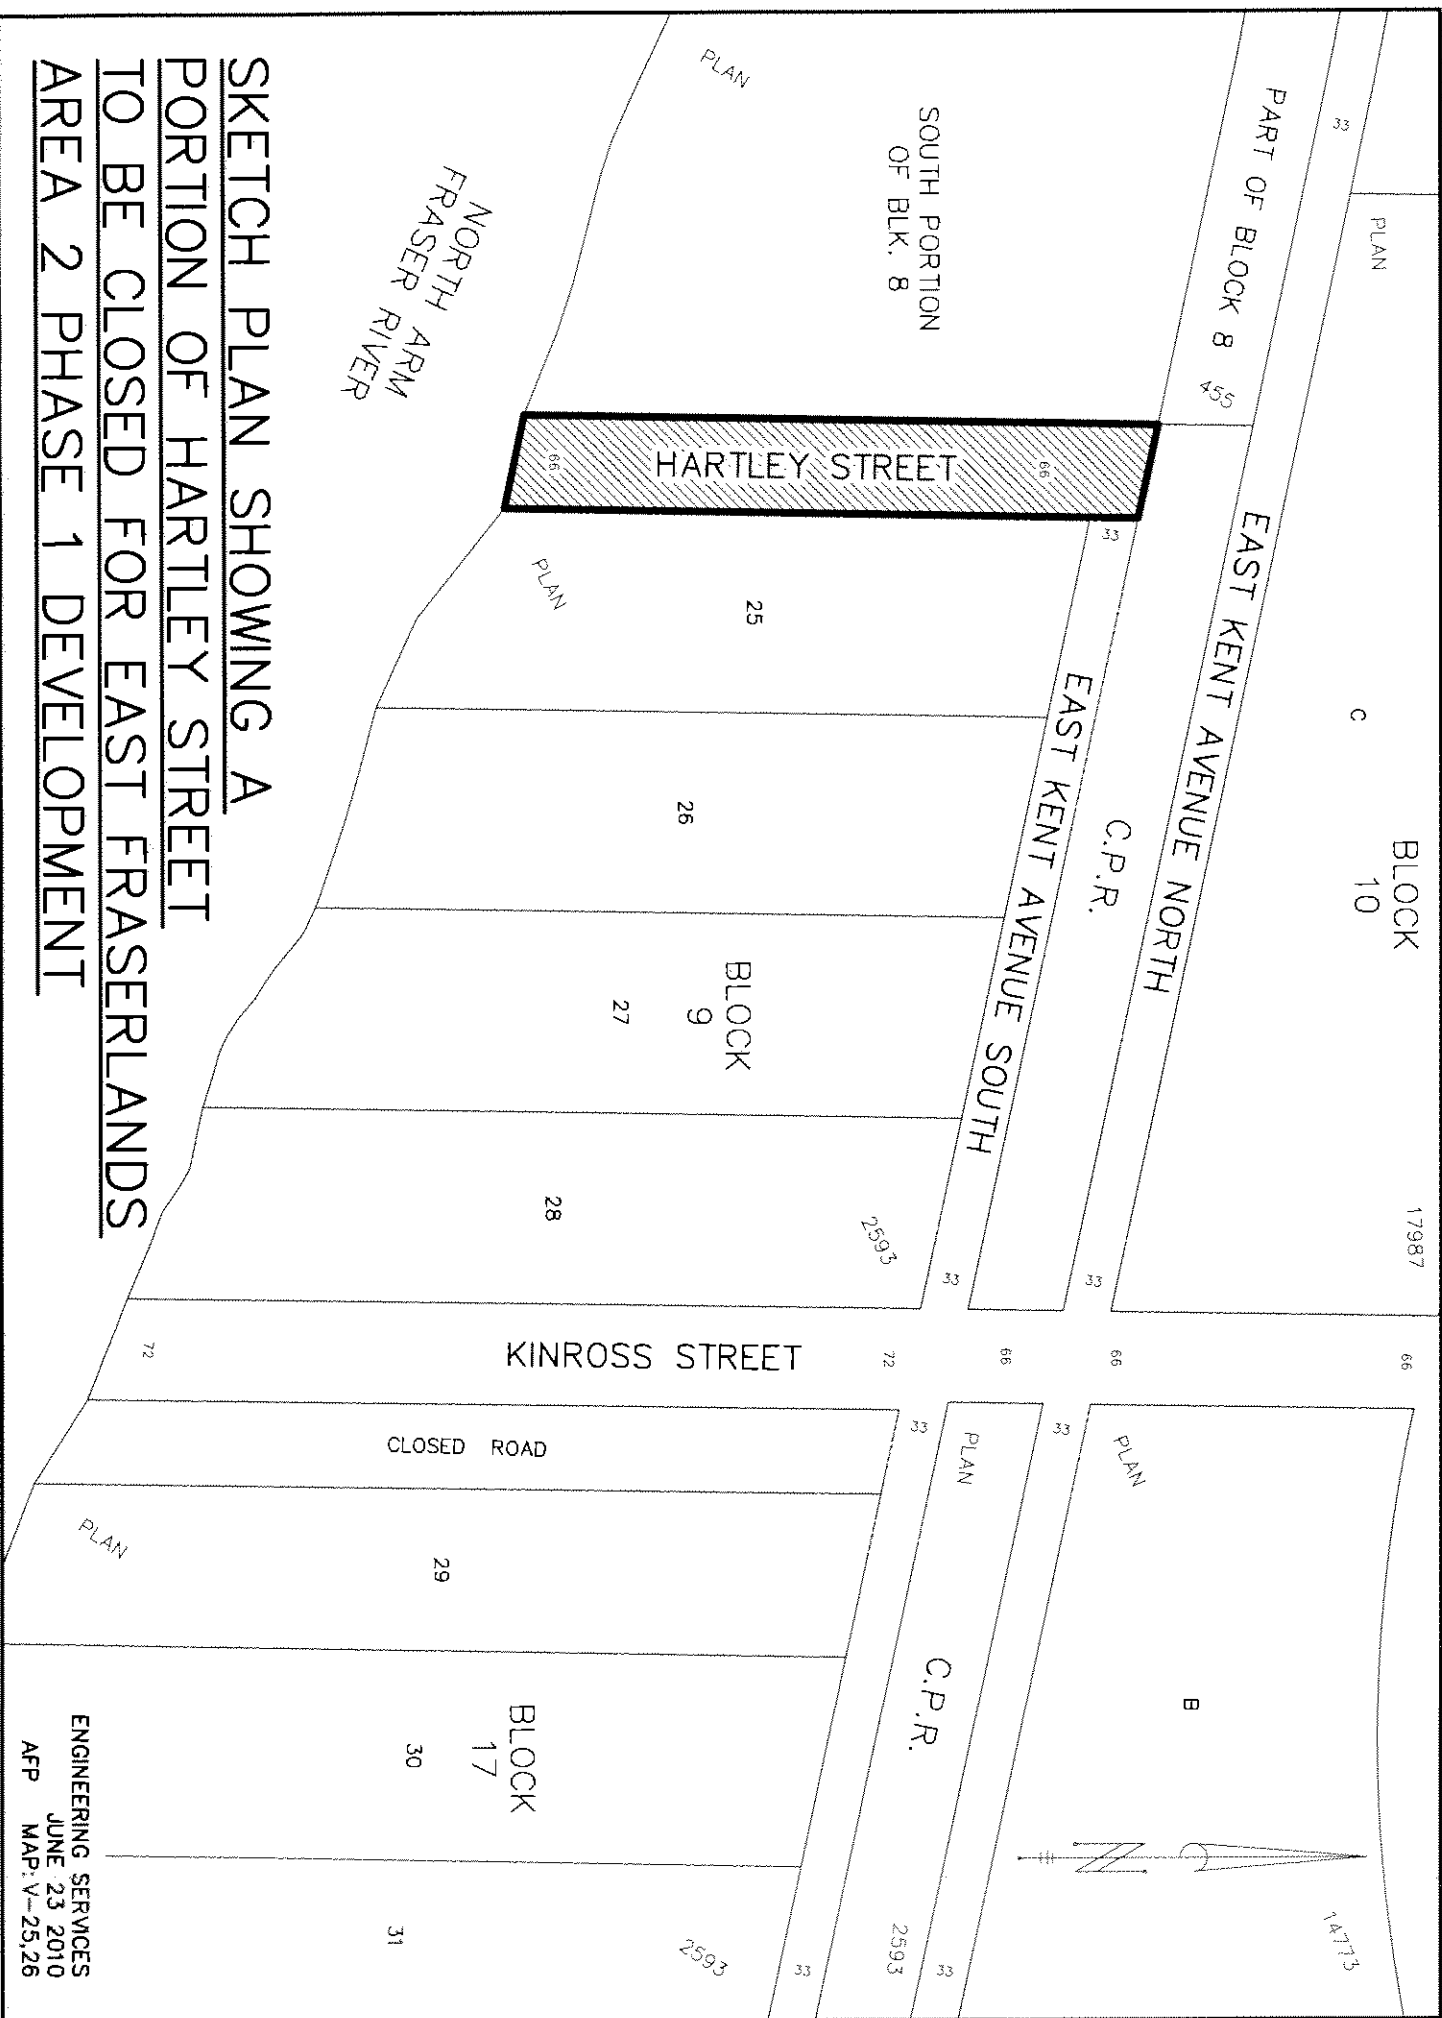 17987
BLOCK
10
C
PLAN
33
66
14773
B
EAST KENT AVENUE NORTH
PART OF BLOCK 8
455
C.P.R.
33
66
PLAN
33
EAST KENT AVENUE SOUTH
33
33
66
PLAN
C.P.R.
2593
33
33
33
SOUTH PORTION
OF BLK. 8
PLAN
HARTLEY STREET
66
66
25
PLAN
26
BLOCK
9
27
28
2593
KINROSS STREET
72
72
CLOSED ROAD
29
PLAN
BLOCK
17
30
31
2593
NORTH ARM
FRASER RIVER
SKETCH PLAN SHOWING A
PORTION OF HARTLEY STREET
TO BE CLOSED FOR EAST FRASERLANDS
AREA 2 PHASE 1 DEVELOPMENT
ENGINEERING SERVICES
JUNE 23 2010
AFP MAP: V-25,26
N